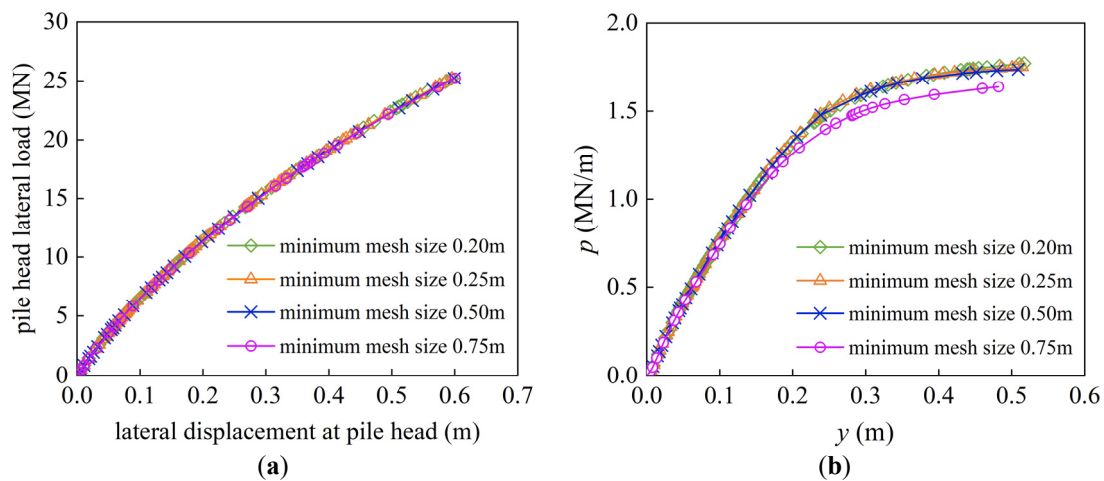 30
25
20
15
10
5
0
pile head lateral load (MN)
minimum mesh size 0.20m
minimum mesh size 0.25m
minimum mesh size 0.50m
minimum mesh size 0.75m
0.0 0.1 0.2 0.3 0.4 0.5 0.6 0.7
lateral displacement at pile head (m)
(a)
2.0
1.5
1.0
0.5
0.0
p (MN/m)
minimum mesh size 0.20m
minimum mesh size 0.25m
minimum mesh size 0.50m
minimum mesh size 0.75m
0.0 0.1 0.2 0.3 0.4 0.5 0.6
y (m)
(b)